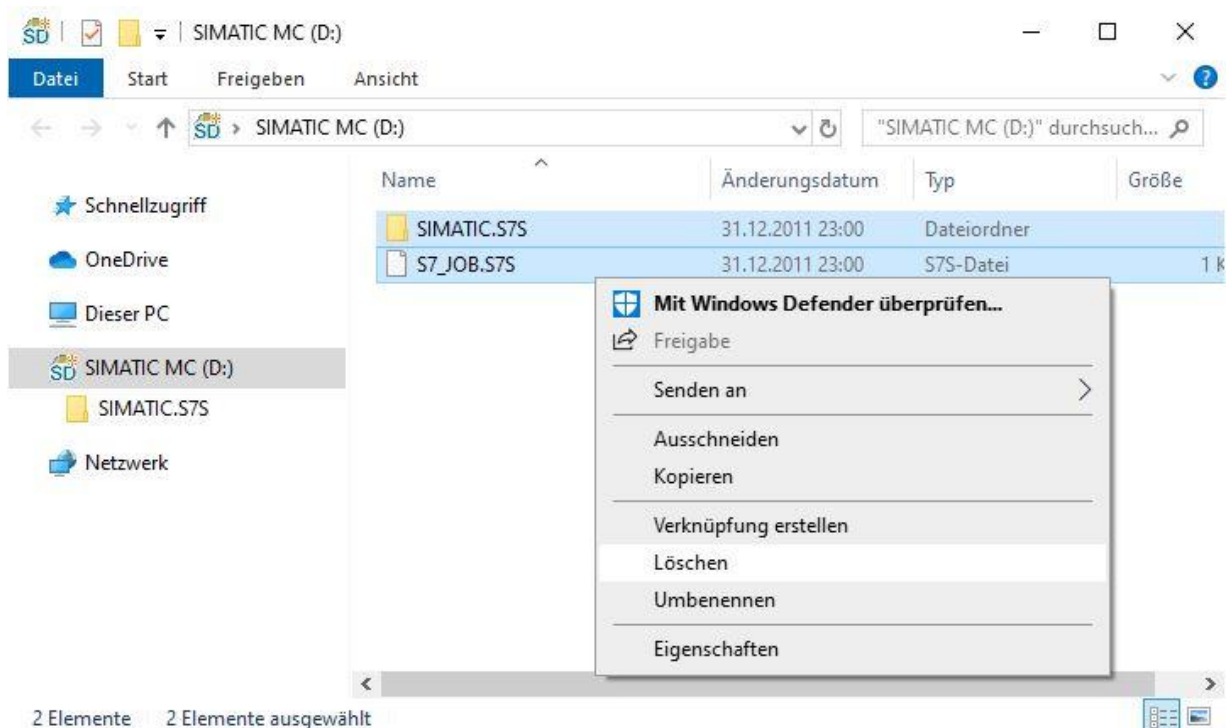 SD SIMATIC MC (D:)
Datei Start Freigeben Ansicht ?
SD SIMATIC MC (D:) "SIMATIC MC (D:)" durchsuch...
Name Änderungsdatum Typ Größe
Schnellzugriff
OneDrive
Dieser PC
SD SIMATIC MC (D:)
SIMATIC.S7S
Netzwerk
SIMATIC.S7S 31.12.2011 23:00 Dateiordner
S7_JOB.S7S 31.12.2011 23:00 S7S-Datei 1 K
Mit Windows Defender überprüfen...
Freigabe
Senden an
Ausschneiden
Kopieren
Verknüpfung erstellen
Löschen
Umbenennen
Eigenschaften
2 Elemente 2 Elemente ausgewählt